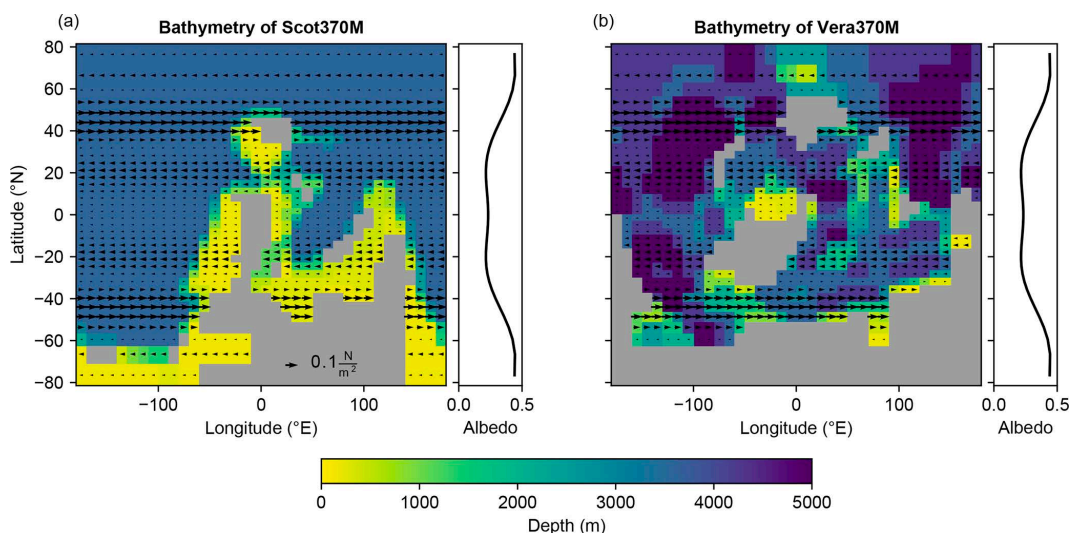 (a)
Bathymetry of Scot370M
80
60
40
20
0
−20
−40
−60
−80
Latitude (°N)
0.1 N/m²
−100
0
100
Longitude (°E)
0.0
0.5
Albedo
(b)
Bathymetry of Vera370M
−100
0
100
Longitude (°E)
0.0
0.5
Albedo
0
1000
2000
3000
4000
5000
Depth (m)